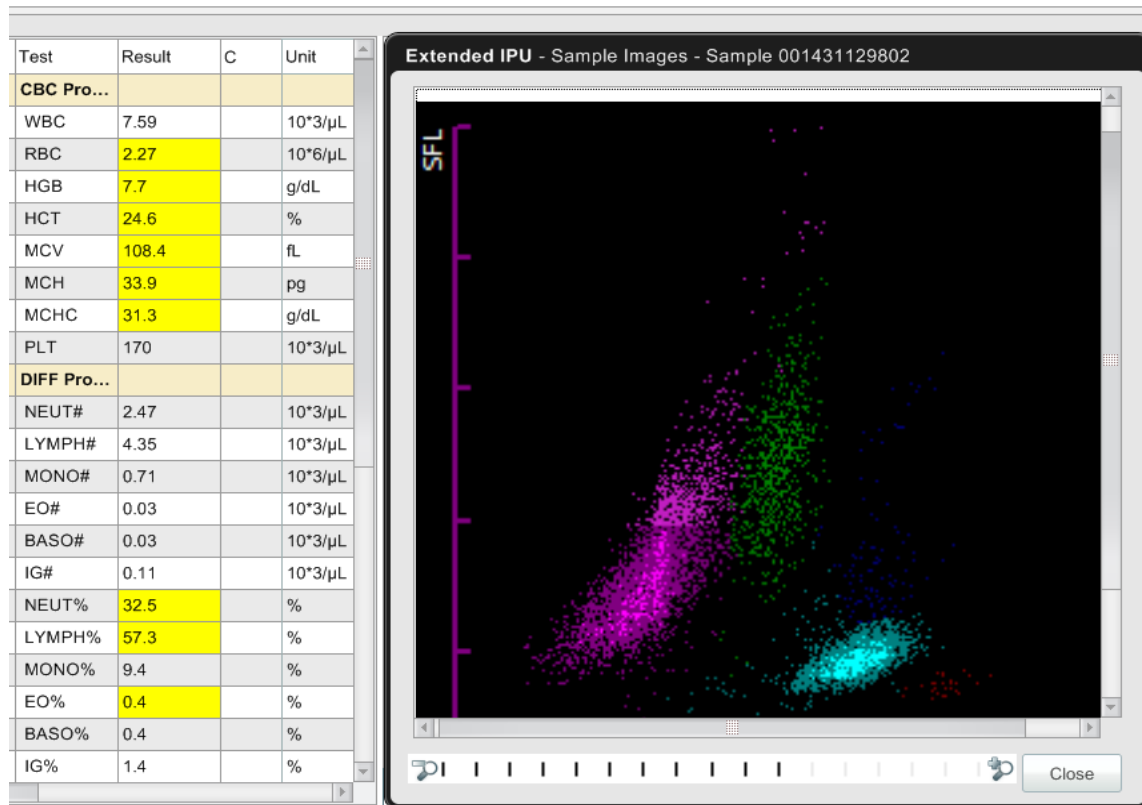 Test Result C Unit
CBC Pro...
WBC 7.59 10*3/µL
RBC 2.27 10*6/µL
HGB 7.7 g/dL
HCT 24.6 %
MCV 108.4 fL
MCH 33.9 pg
MCHC 31.3 g/dL
PLT 170 10*3/µL
DIFF Pro...
NEUT# 2.47 10*3/µL
LYMPH# 4.35 10*3/µL
MONO# 0.71 10*3/µL
EO# 0.03 10*3/µL
BASO# 0.03 10*3/µL
IG# 0.11 10*3/µL
NEUT% 32.5 %
LYMPH% 57.3 %
MONO% 9.4 %
EO% 0.4 %
BASO% 0.4 %
IG% 1.4 %
Extended IPU - Sample Images - Sample 001431129802
SFL
Close